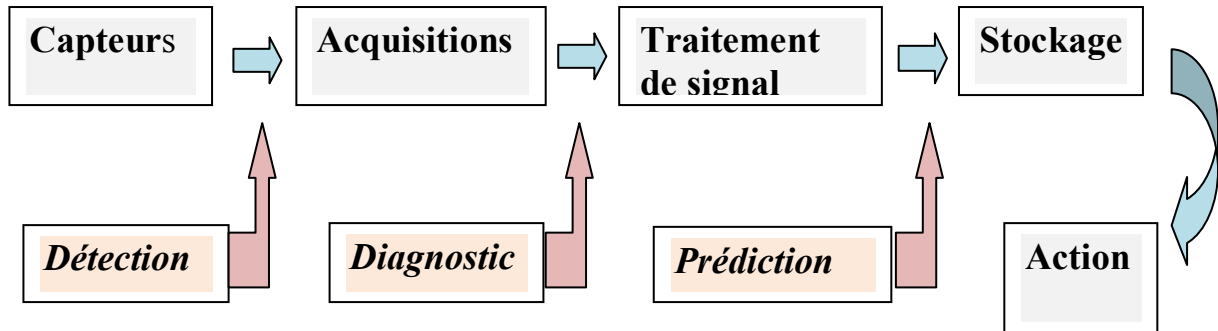 Capteurs
Acquisitions
Traitement
de signal
Stockage
Détection
Diagnostic
Prédiction
Action